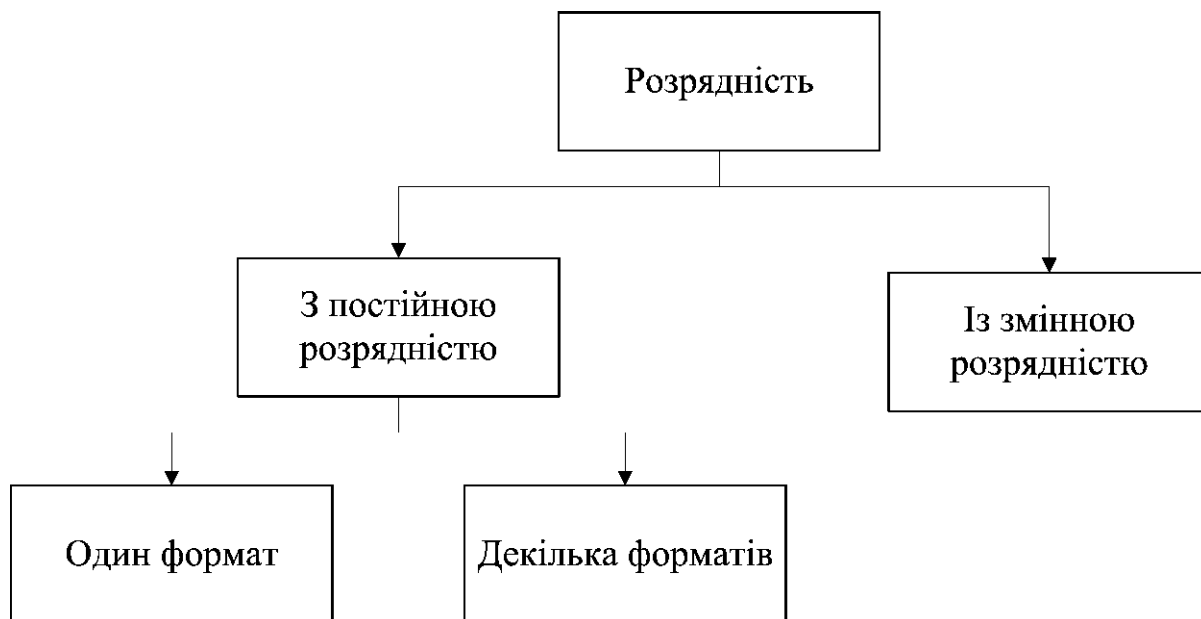 Розрядність
З постійною
розрядністю
Із змінною
розрядністю
Один формат
Декілька форматів